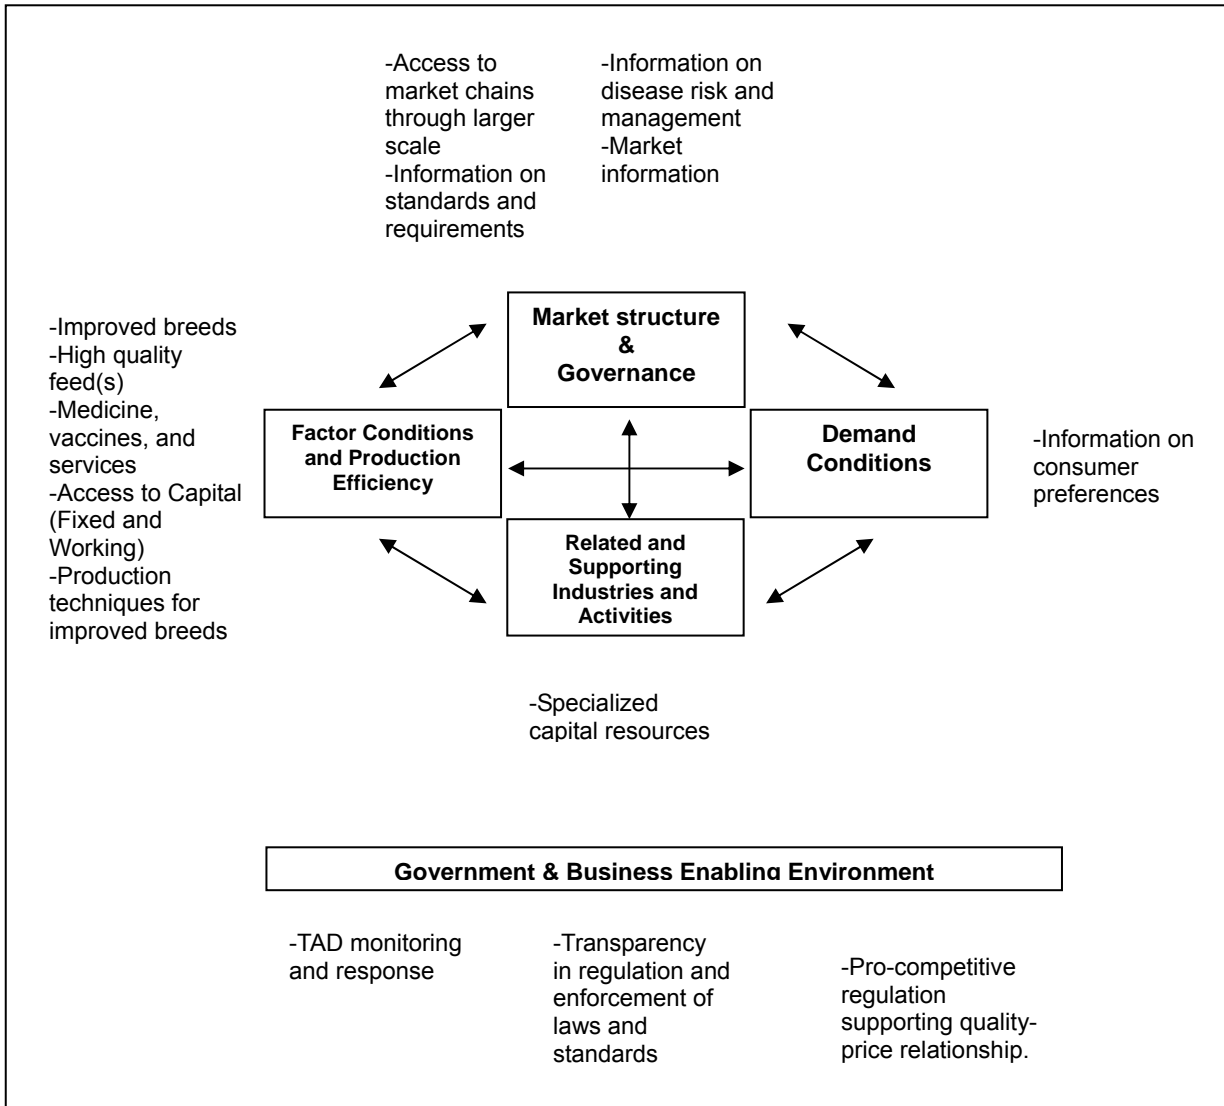 -Access to
market chains
through larger
scale
-Information on
standards and
requirements
-Information on
disease risk and
management
-Market
information
Market structure
&
Governance
-Improved breeds
-High quality
feed(s)
-Medicine,
vaccines, and
services
-Access to Capital
(Fixed and
Working)
-Production
techniques for
improved breeds
Factor Conditions
and Production
Efficiency
Demand
Conditions
-Information on
consumer
preferences
Related and
Supporting
Industries and
Activities
-Specialized
capital resources
Government & Business Enabling Environment
-TAD monitoring
and response
-Transparency
in regulation and
enforcement of
laws and
standards
-Pro-competitive
regulation
supporting quality-
price relationship.